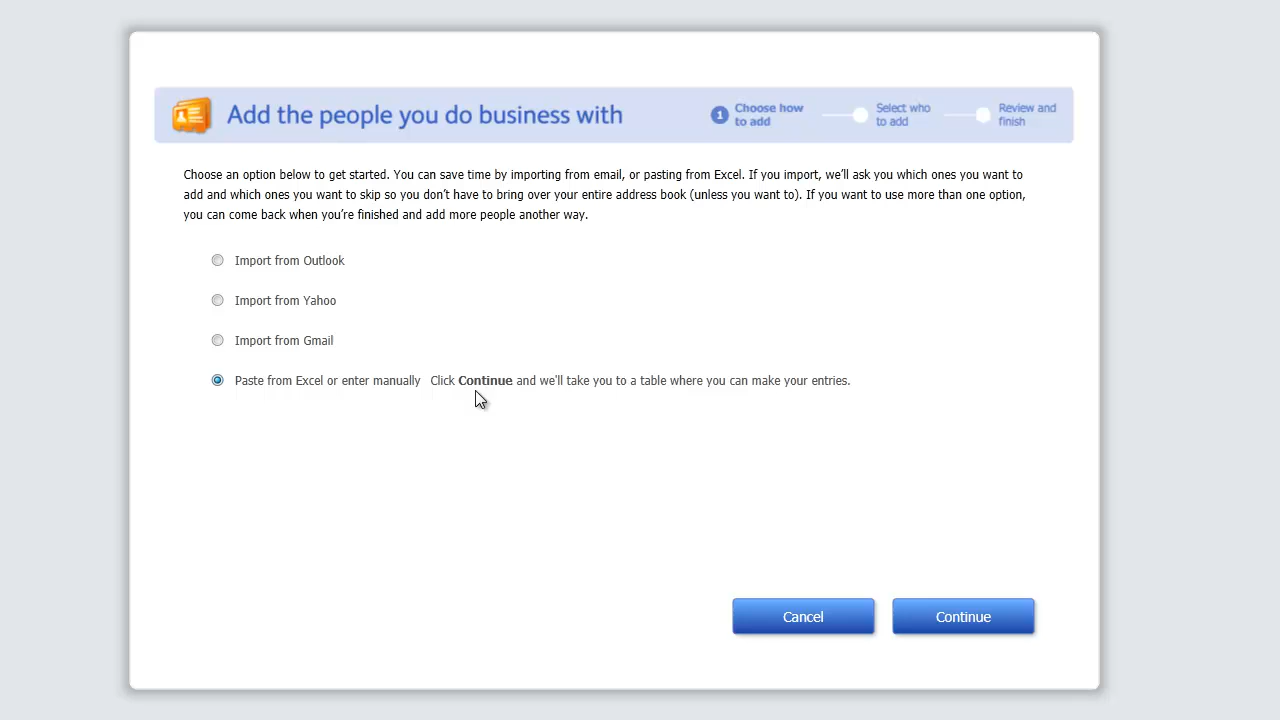 Add the people you do business with
1 Choose how to add
Select who to add
Review and finish
Choose an option below to get started. You can save time by importing from email, or pasting from Excel. If you import, we'll ask you which ones you want to
add and which ones you want to skip so you don't have to bring over your entire address book (unless you want to). If you want to use more than one option,
you can come back when you're finished and add more people another way.
Import from Outlook
Import from Yahoo
Import from Gmail
Paste from Excel or enter manually Click Continue and we'll take you to a table where you can make your entries.
Cancel
Continue